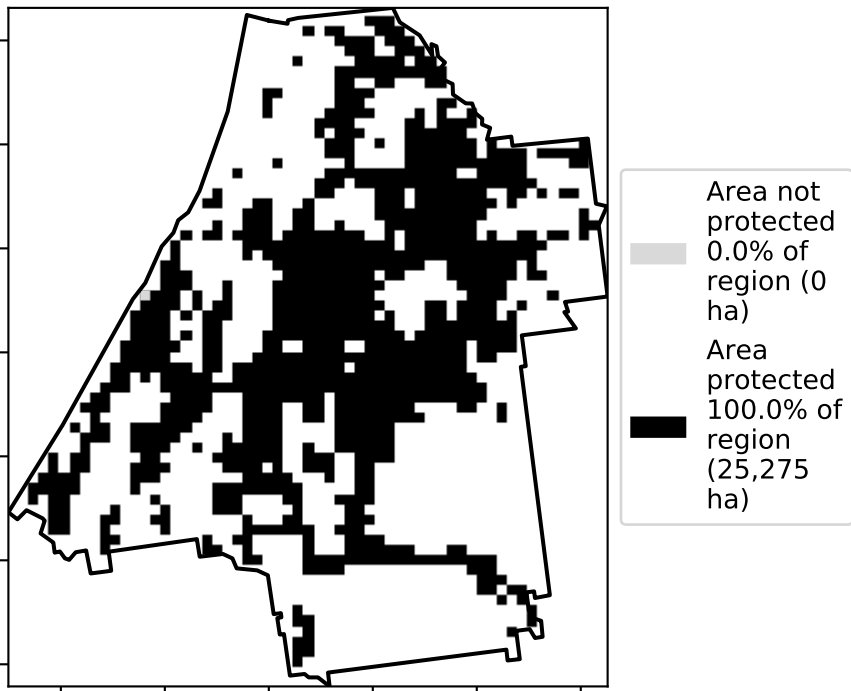 Area not
protected
0.0% of
region (0
ha)
Area
protected
100.0% of
region
(25,275
ha)